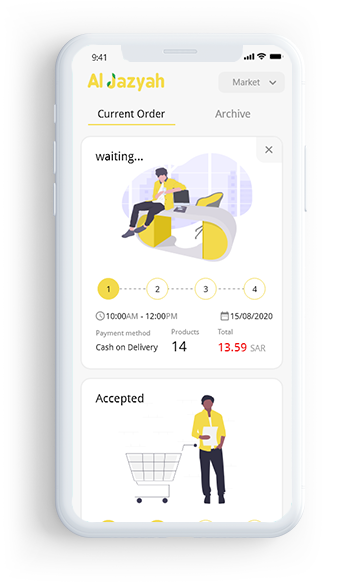 9:41
Al Jazyah
Market
Current Order
Archive
waiting...
1 2 3 4
10:00AM - 12:00PM
15/08/2020
Payment method
Products
Total
Cash on Delivery
14
13.59 SAR
Accepted